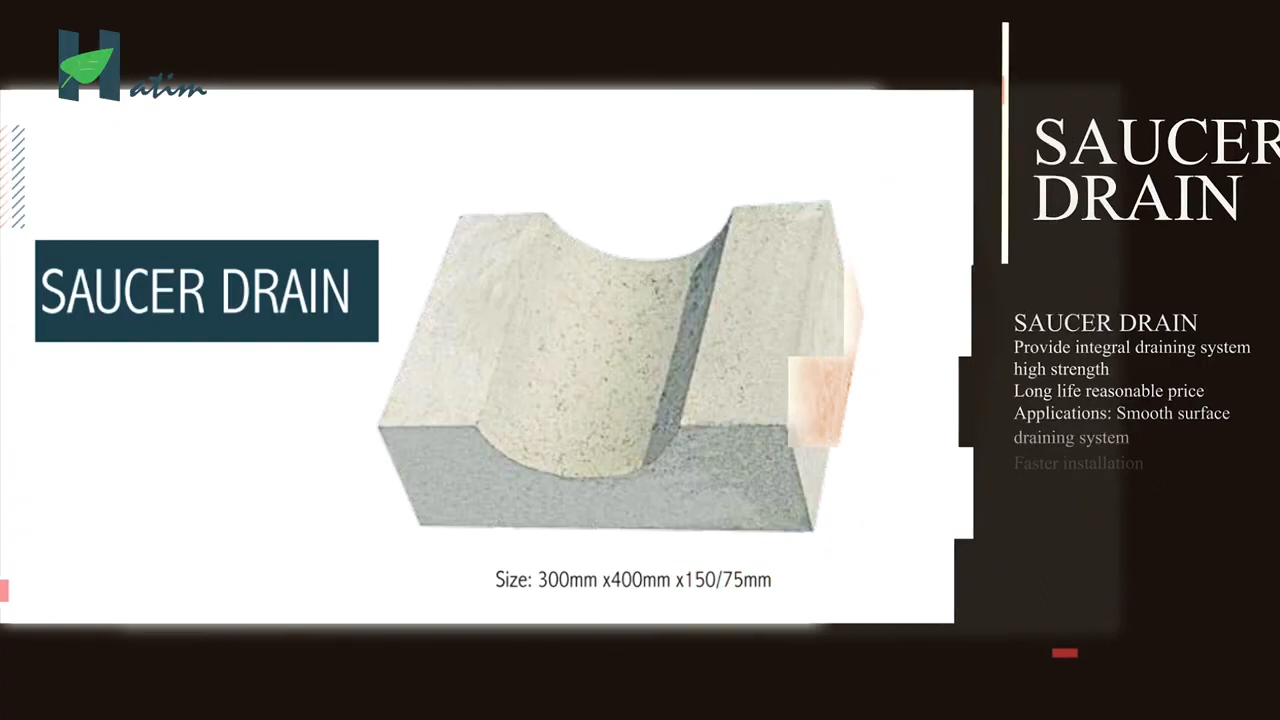 Hatim
SAUCER DRAIN
Size: 300mm x400mm x150/75mm
SAUCER
DRAIN
SAUCER DRAIN
Provide integral draining system
high strength
Long life reasonable price
Applications: Smooth surface
draining system
Faster installation